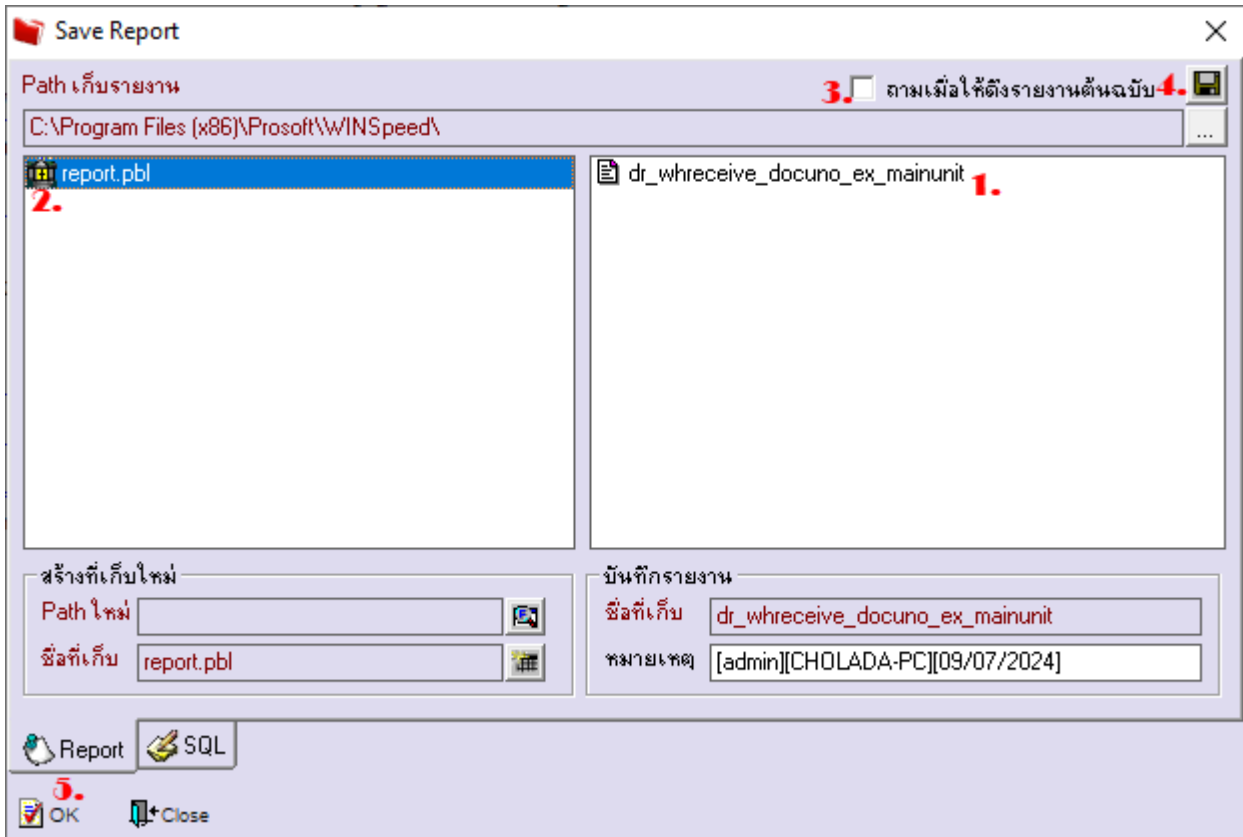 Save Report
Path เก็บรายงาน
3. ถามเมื่อให้ดึงรายงานต้นฉบับ 4.
C:\Program Files (x86)\Prosoft\WINSpeed\
...
report.pbl
2.
dr_whreceive_docuno_ex_mainunit 1.
สร้างที่เก็บใหม่
Path ใหม่
ชื่อที่เก็บ report.pbl
บันทึกรายงาน
ชื่อที่เก็บ dr_whreceive_docuno_ex_mainunit
หมายเหตุ [admin][CHOLADA-PC][09/07/2024]
Report SQL
5.
OK Close